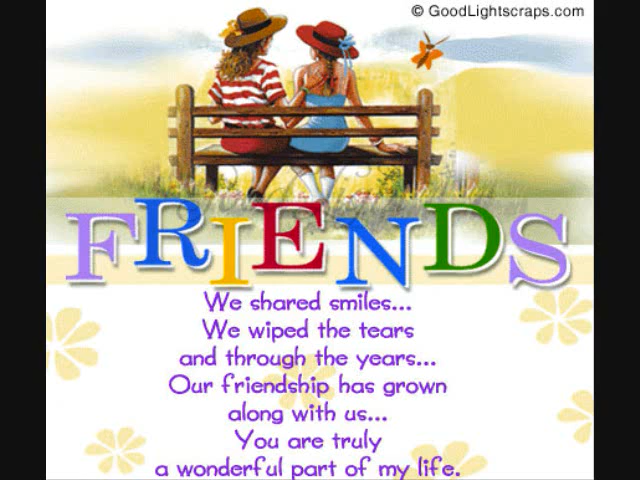 © GoodLightscraps.com
FRIENDS
We shared smiles...
We wiped the tears
and through the years...
Our friendship has grown
along with us...
You are truly
a wonderful part of my life.